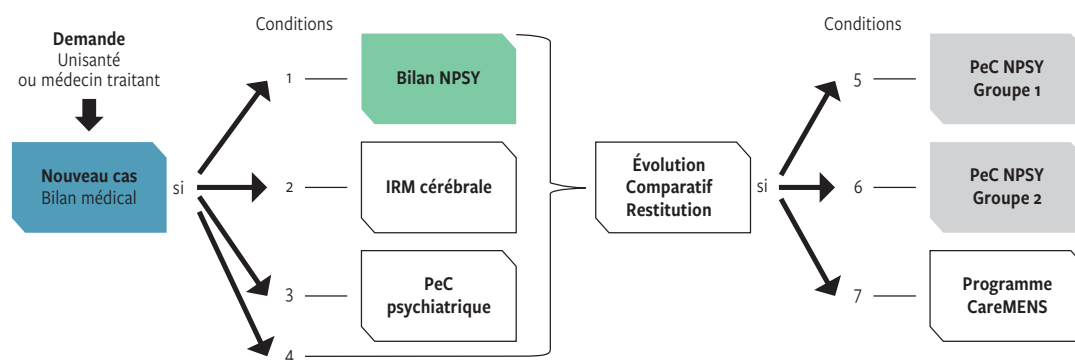 Demande
Unisanté
ou médecin traitant
Nouveau cas
Bilan médical
si
Conditions
1
Bilan NPSY
2
IRM cérébrale
3
PeC
psychiatrique
4
Évolution
Comparatif
Restitution
si
Conditions
5
PeC NPSY
Groupe 1
6
PeC NPSY
Groupe 2
7
Programme
CareMENS